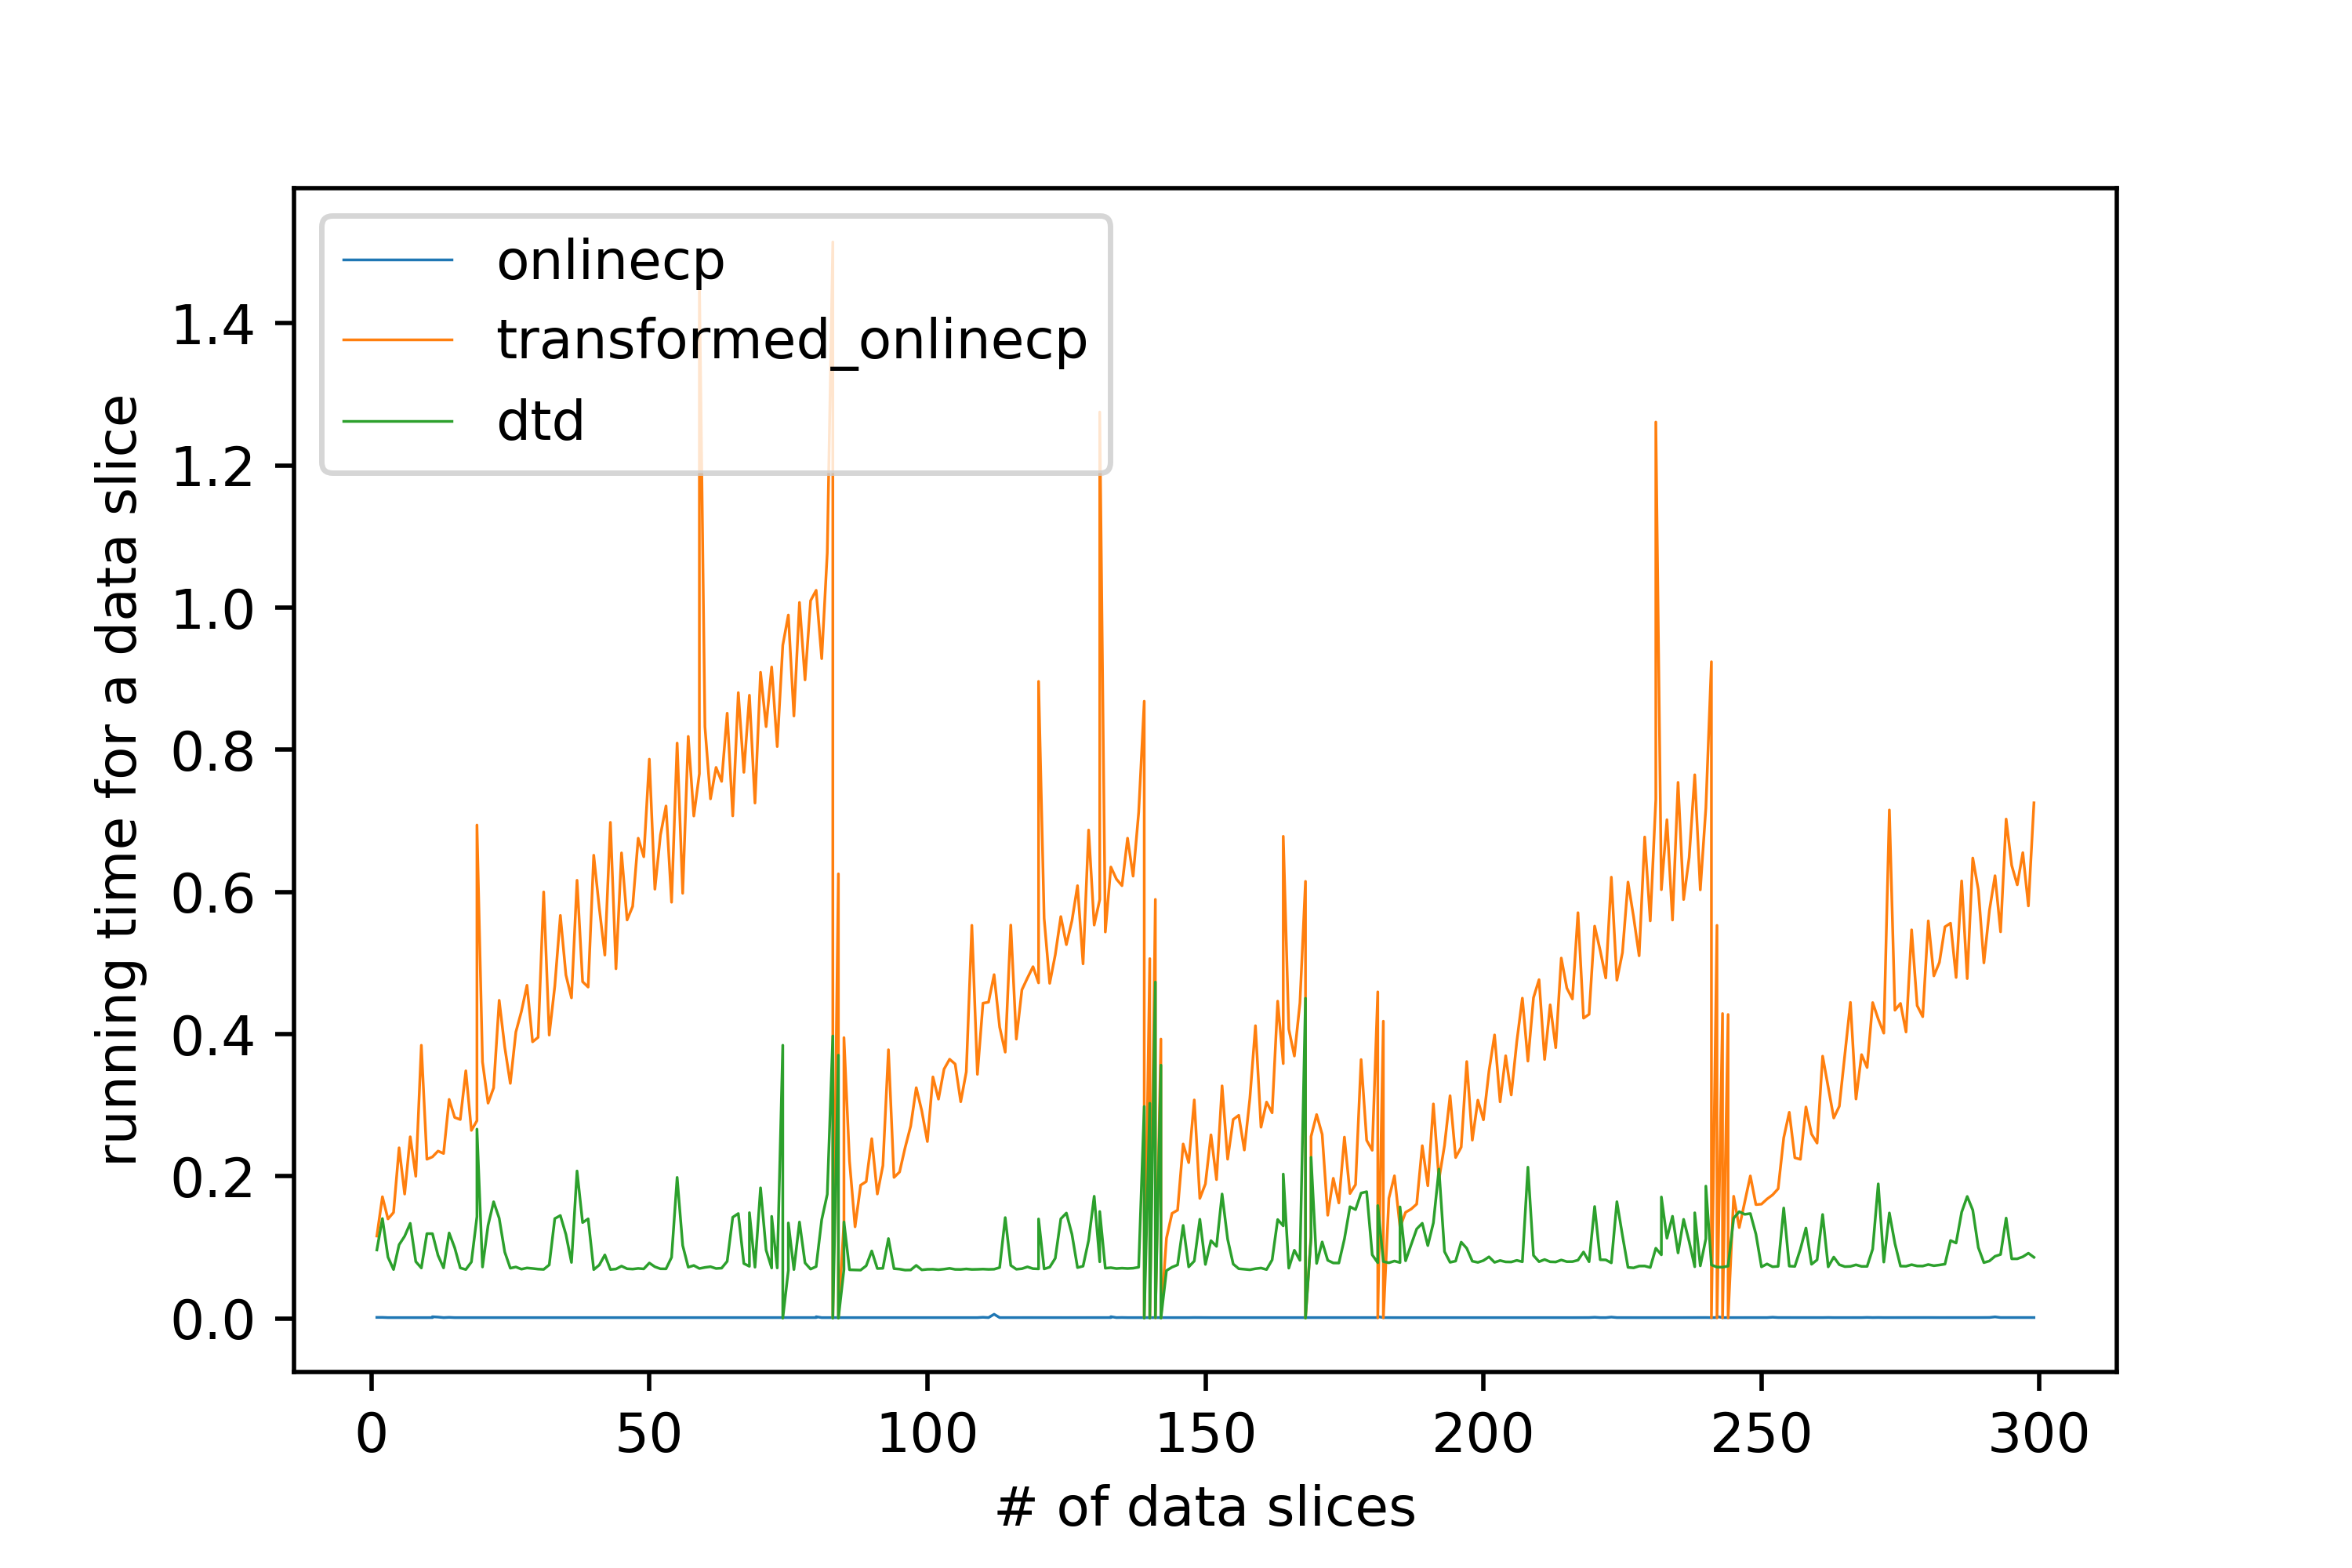 onlinecp
transformed_onlinecp
dtd
running time for a data slice
1.4
1.2
1.0
0.8
0.6
0.4
0.2
0.0
0 50 100 150 200 250 300
# of data slices